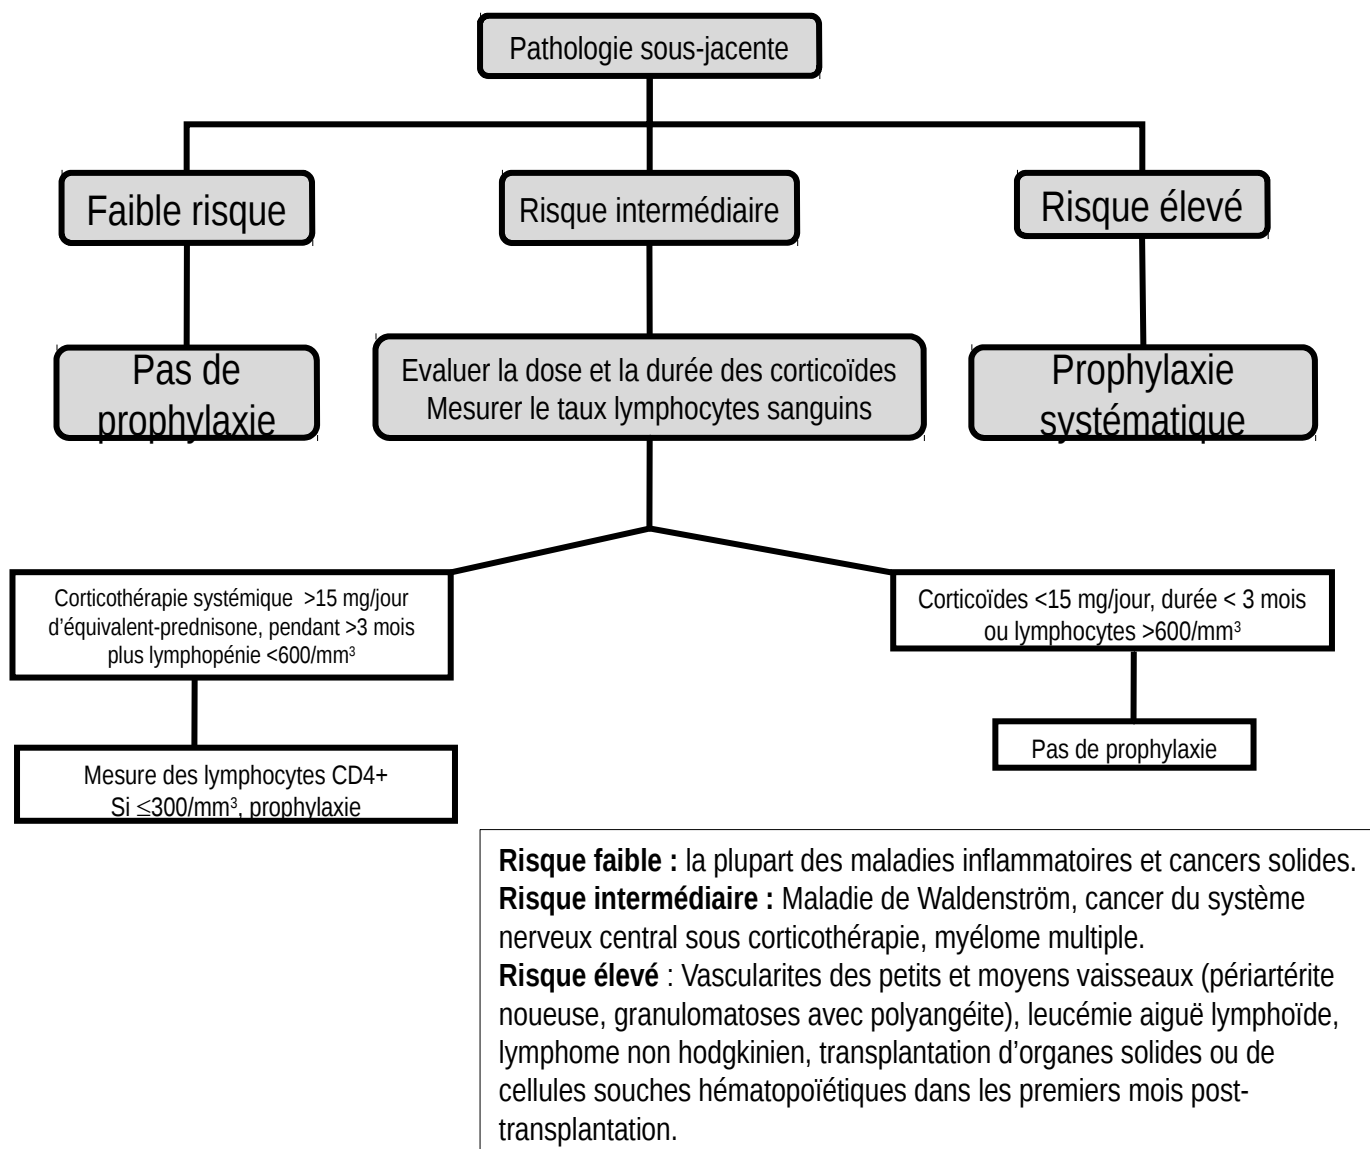 Pathologie sous-jacente
Faible risque
Risque intermédiaire
Risque élevé
Pas de
prophylaxie
Evaluer la dose et la durée des corticoïdes
Mesurer le taux lymphocytes sanguins
Prophylaxie
systématique
Corticothérapie systémique  >15 mg/jour
d’équivalent-prednisone, pendant >3 mois
plus lymphopénie <600/mm³
Corticoïdes <15 mg/jour, durée < 3 mois
ou lymphocytes >600/mm³
Mesure des lymphocytes CD4+
Si ≤300/mm³, prophylaxie
Pas de prophylaxie
Risque faible : la plupart des maladies inflammatoires et cancers solides.
Risque intermédiaire : Maladie de Waldenström, cancer du système
nerveux central sous corticothérapie, myélome multiple.
Risque élevé : Vascularites des petits et moyens vaisseaux (périartérite
noueuse, granulomatoses avec polyangéite), leucémie aiguë lymphoïde,
lymphome non hodgkinien, transplantation d’organes solides ou de
cellules souches hématopoïétiques dans les premiers mois post-
transplantation.